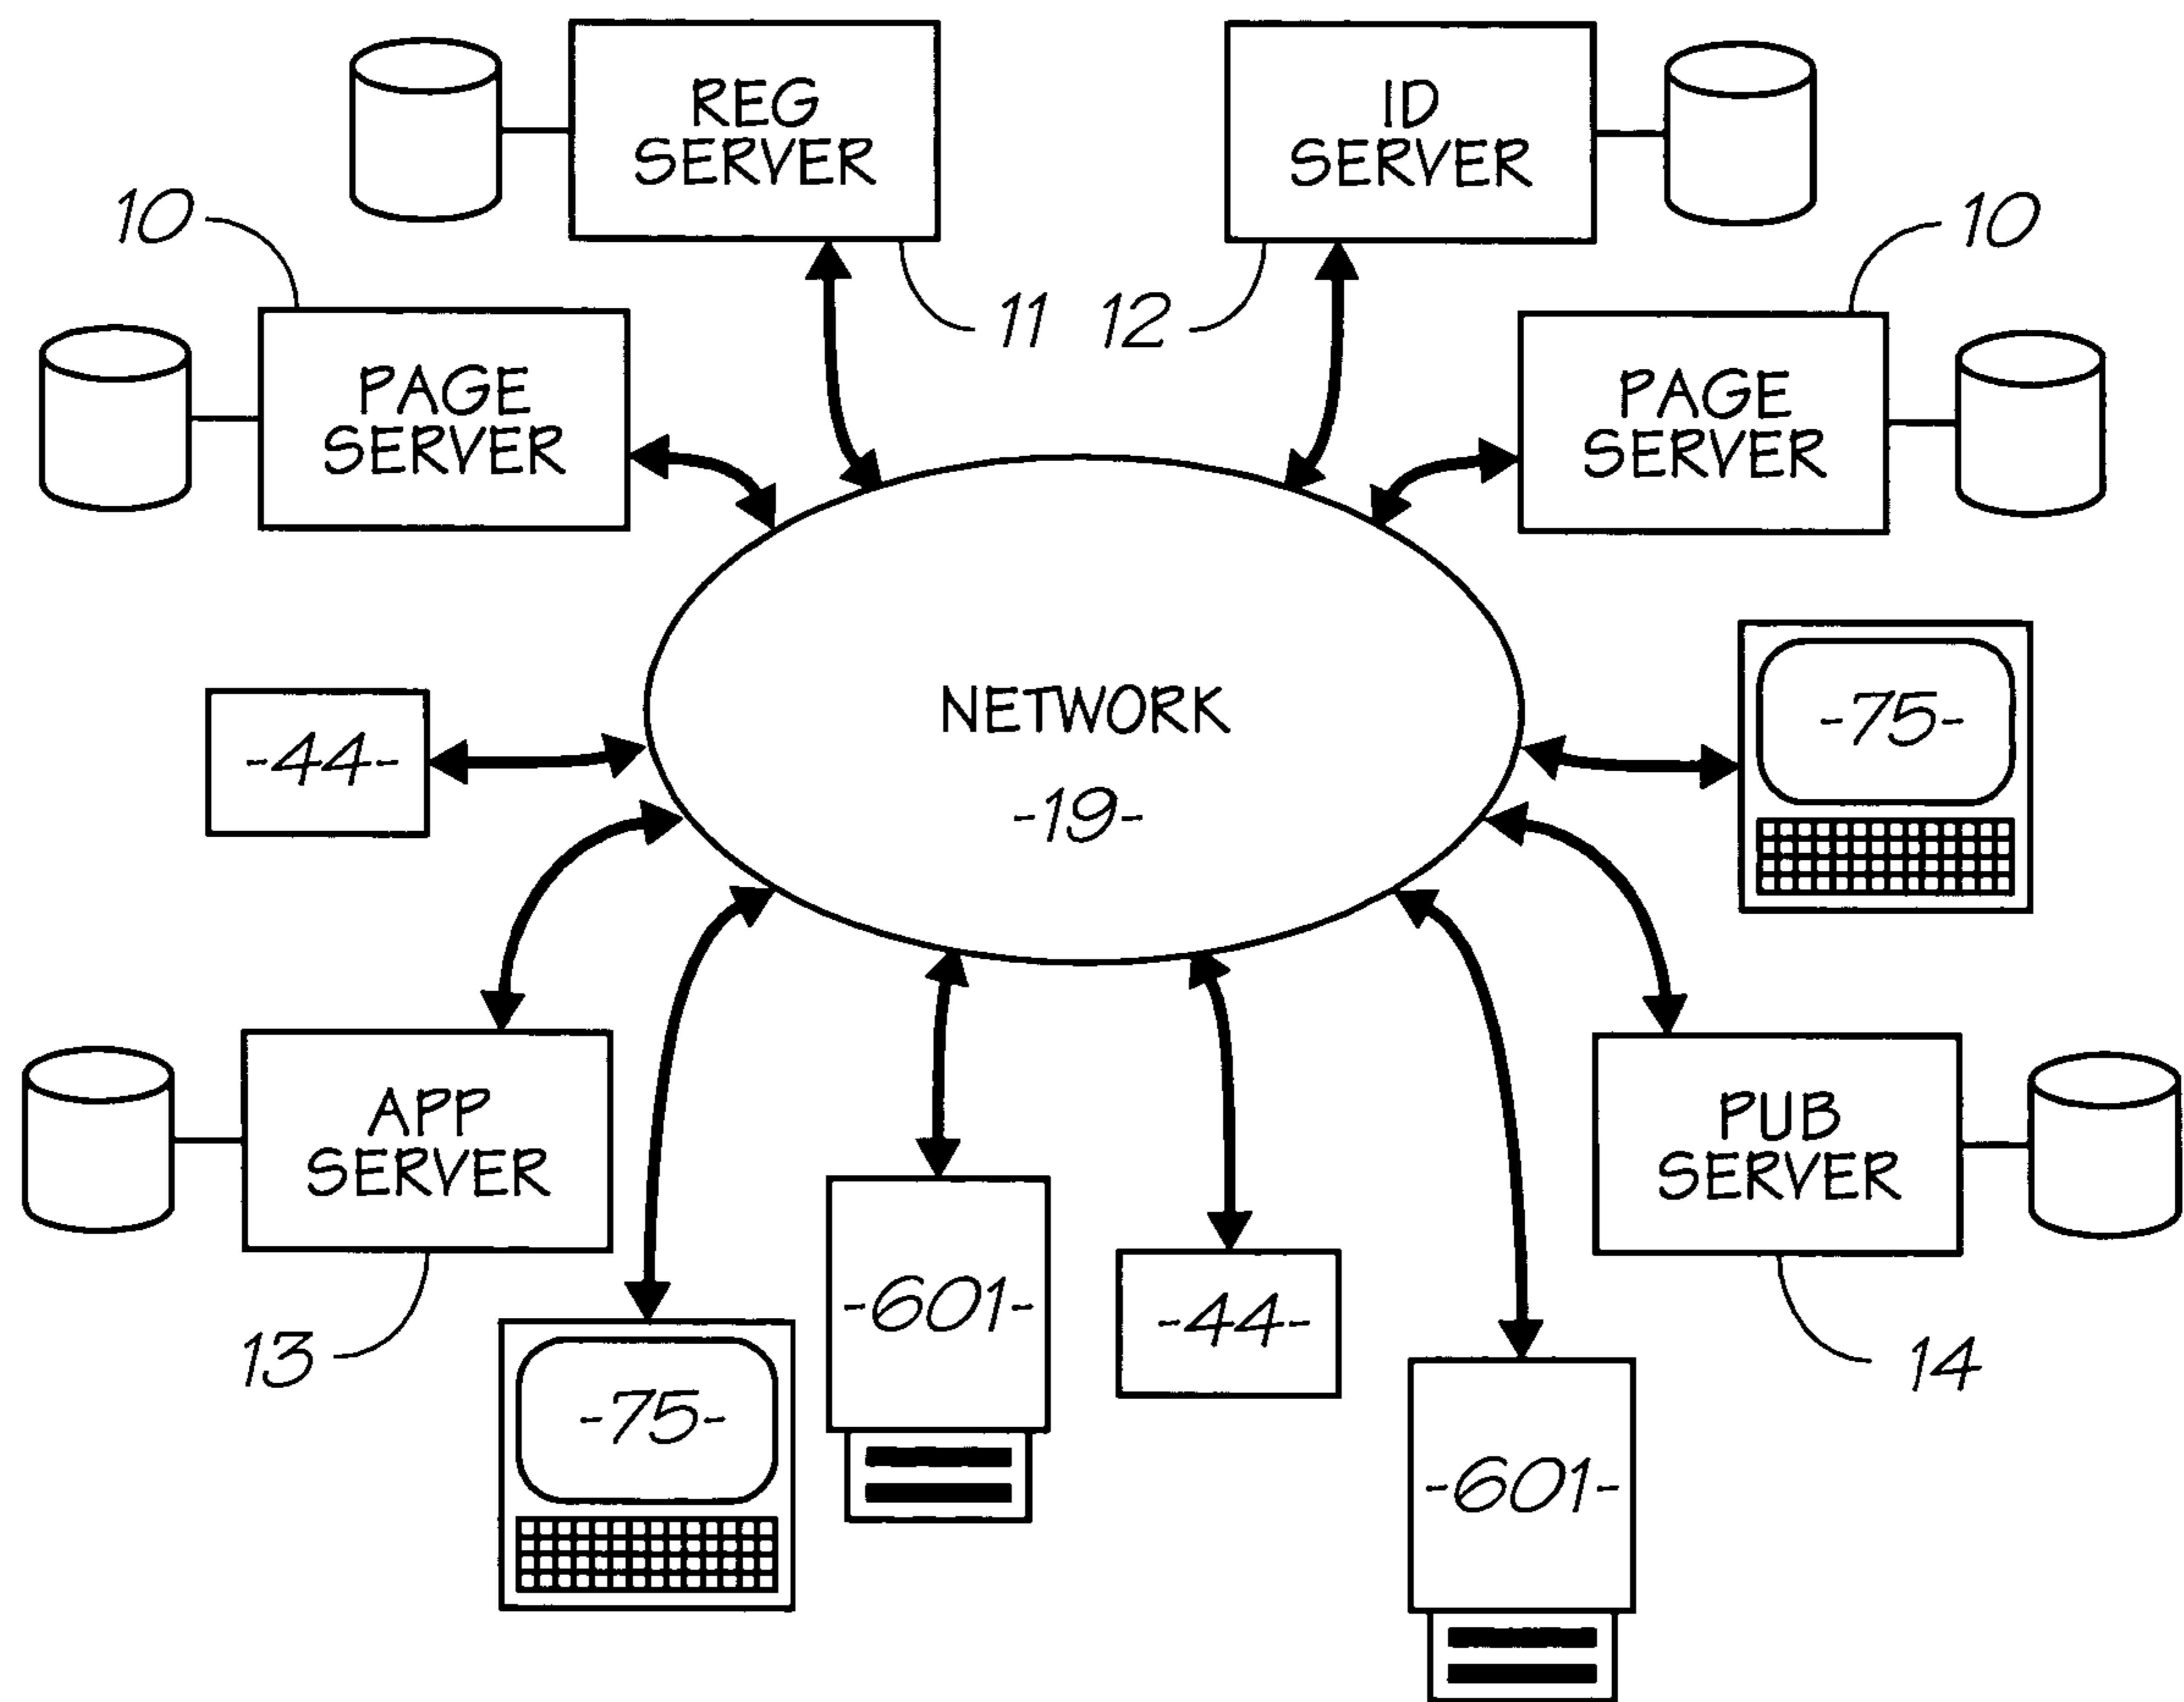 REG
SERVER
ID
SERVER
10
10
11
12
PAGE
SERVER
PAGE
SERVER
NETWORK
-19-
-44-
-75-
APP
SERVER
PUB
SERVER
-601-
-44-
13
14
-75-
-601-